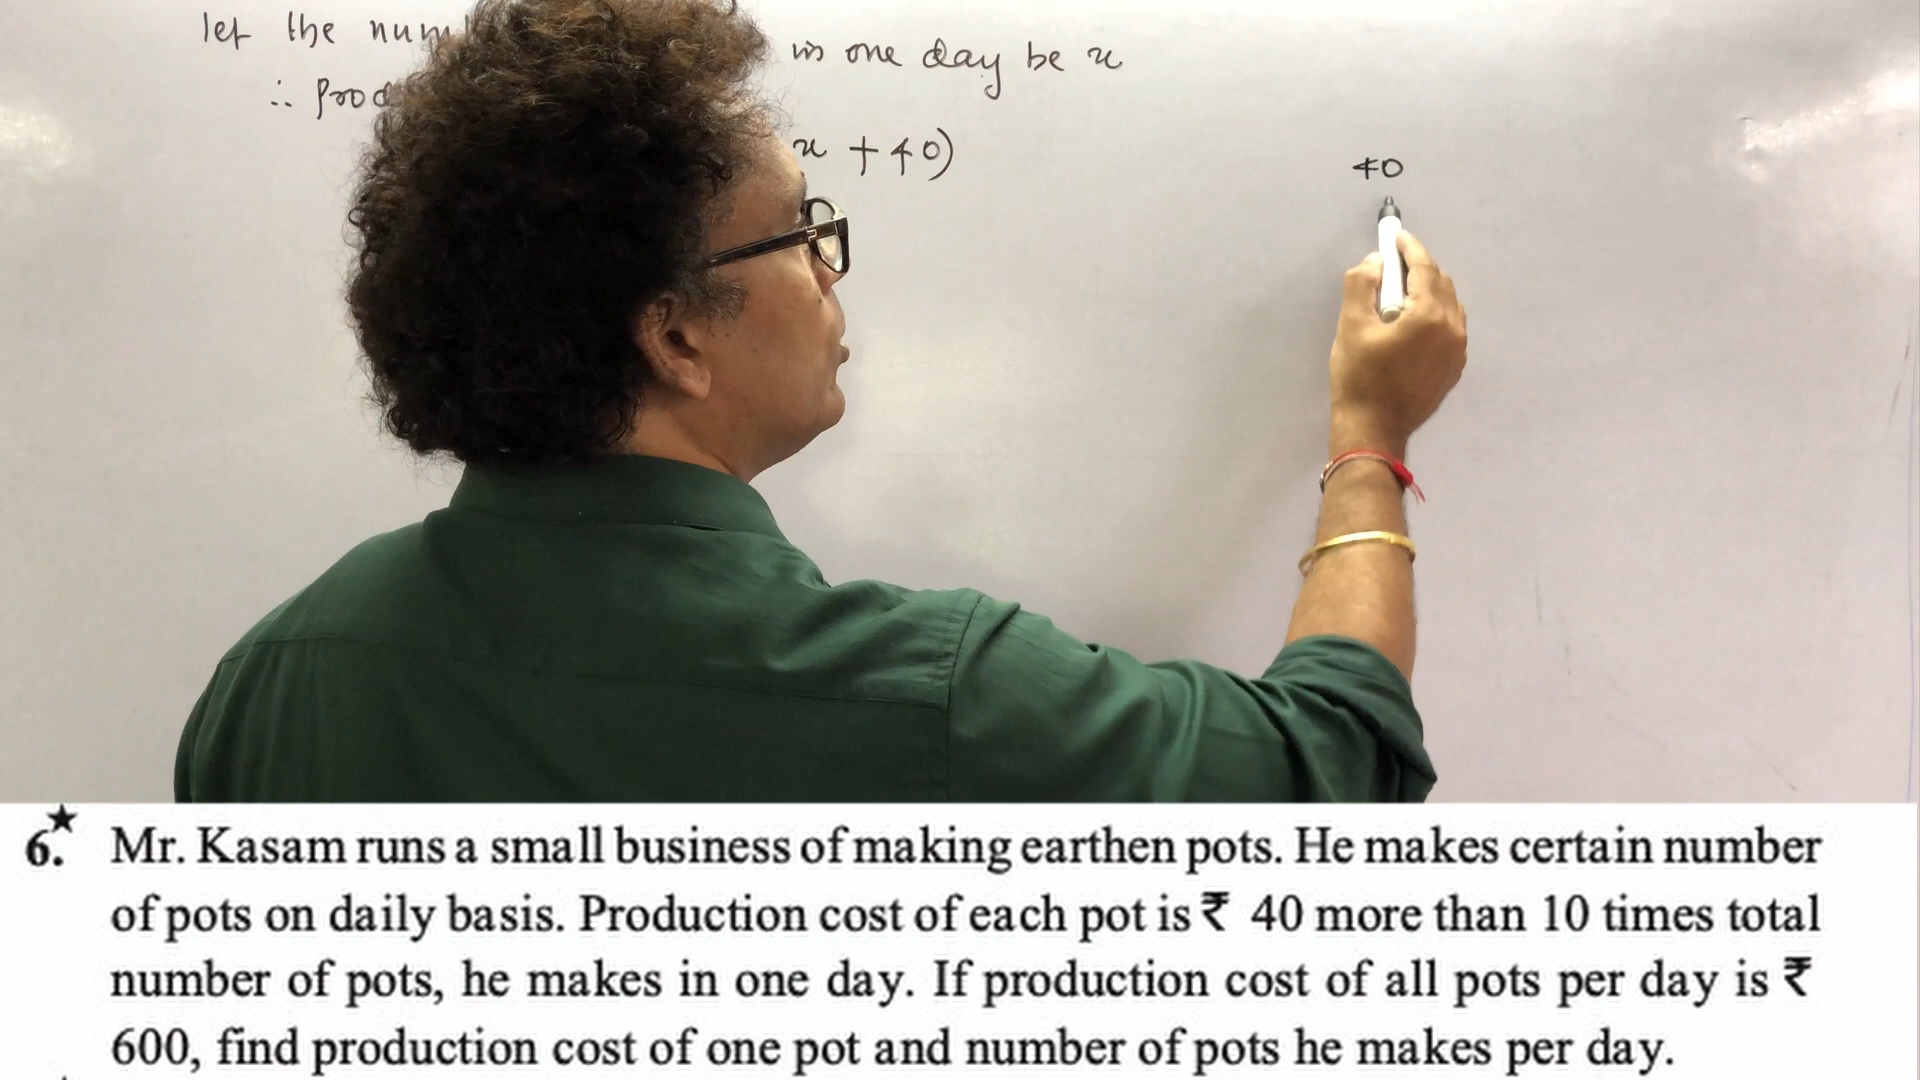 let the in one day be x
∴
x + 40)
40
6. Mr. Kasam runs a small business of making earthen pots. He makes certain number
of pots on daily basis. Production cost of each pot is ₹ 40 more than 10 times total
number of pots, he makes in one day. If production cost of all pots per day is ₹
600, find production cost of one pot and number of pots he makes per day.